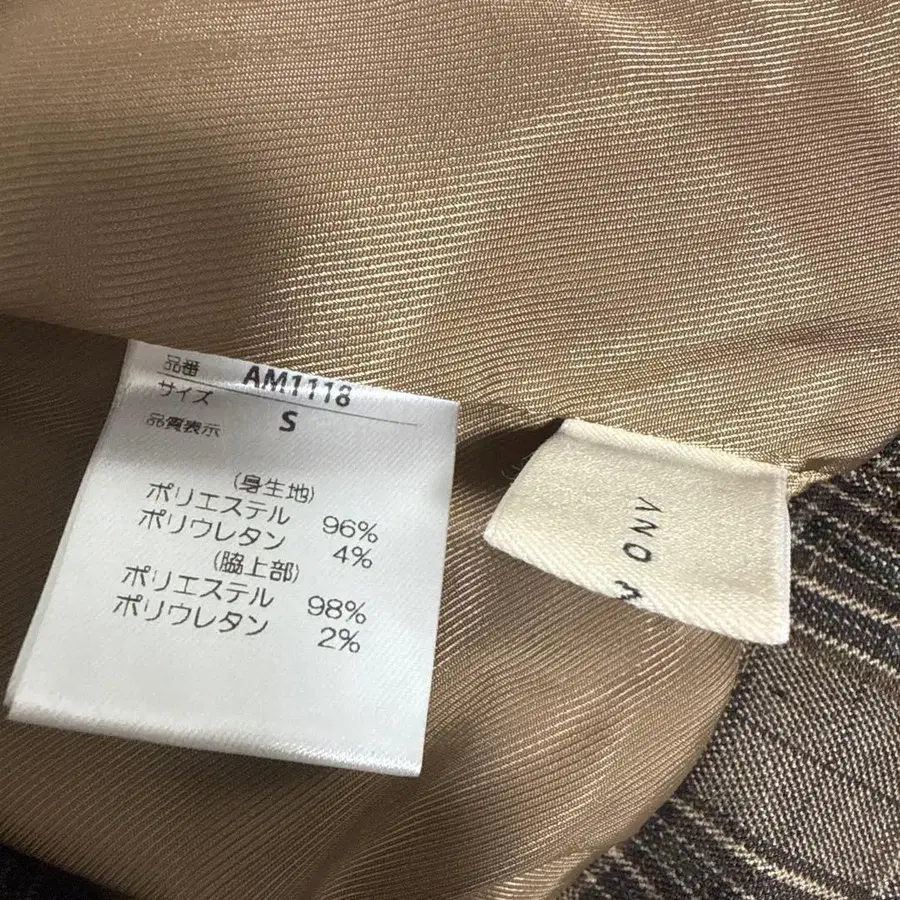 品番 AM1118
サイズ S
品質表示
(身生地)
ポリエステル 96%
ポリウレタン 4%
(脇上部)
ポリエステル 98%
ポリウレタン 2%